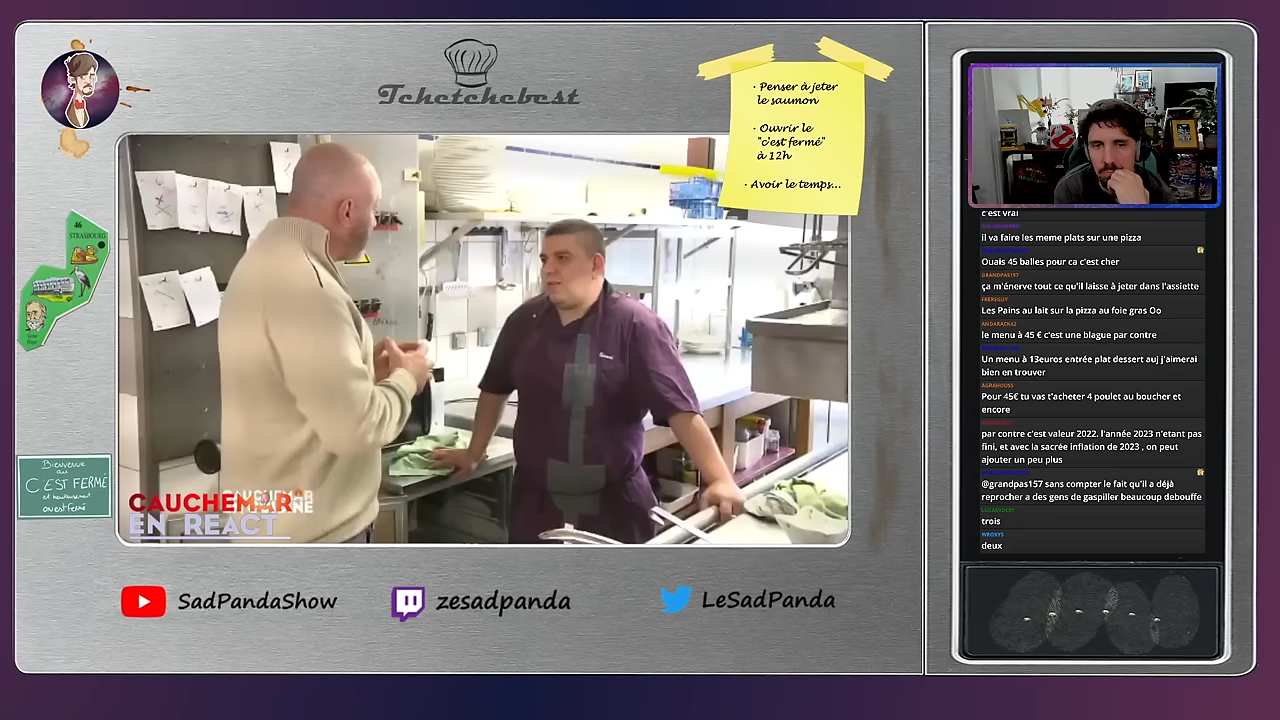 Tchetchebest
· Penser à jeter
le saumon
· Ouvrir le
"c'est fermé"
à 12h
· Avoir le temps...
46
STRASBOURG
Bienvenue
au
C'EST FERMÉ
et heureusement
on est fermé
CAUCHEMAR
EN REACT
SadPandaShow
zesadpanda
LeSadPanda
c'est vrai
il va faire les meme plats sur une pizza
Ouais 45 balles pour ca c'est cher
GRANDPAS157
ça m'énerve tout ce qu'il laisse à jeter dans l'assiette
FREREGUY
Les Pains au lait sur la pizza au foie gras Oo
ANDARACK42
le menu à 45 € c'est une blague par contre
Un menu à 13euros entrée plat dessert auj j'aimerai
bien en trouver
AGRAHOUSS
Pour 45€ tu vas t'acheter 4 poulet au boucher et
encore
par contre c'est valeur 2022. l'année 2023 n'etant pas
fini, et avec la sacrée inflation de 2023 , on peut
ajouter un peu plus
@grandpas157 sans compter le fait qu'il a déjà
reprocher a des gens de gaspiller beaucoup debouffe
trois
WROXYS
deux